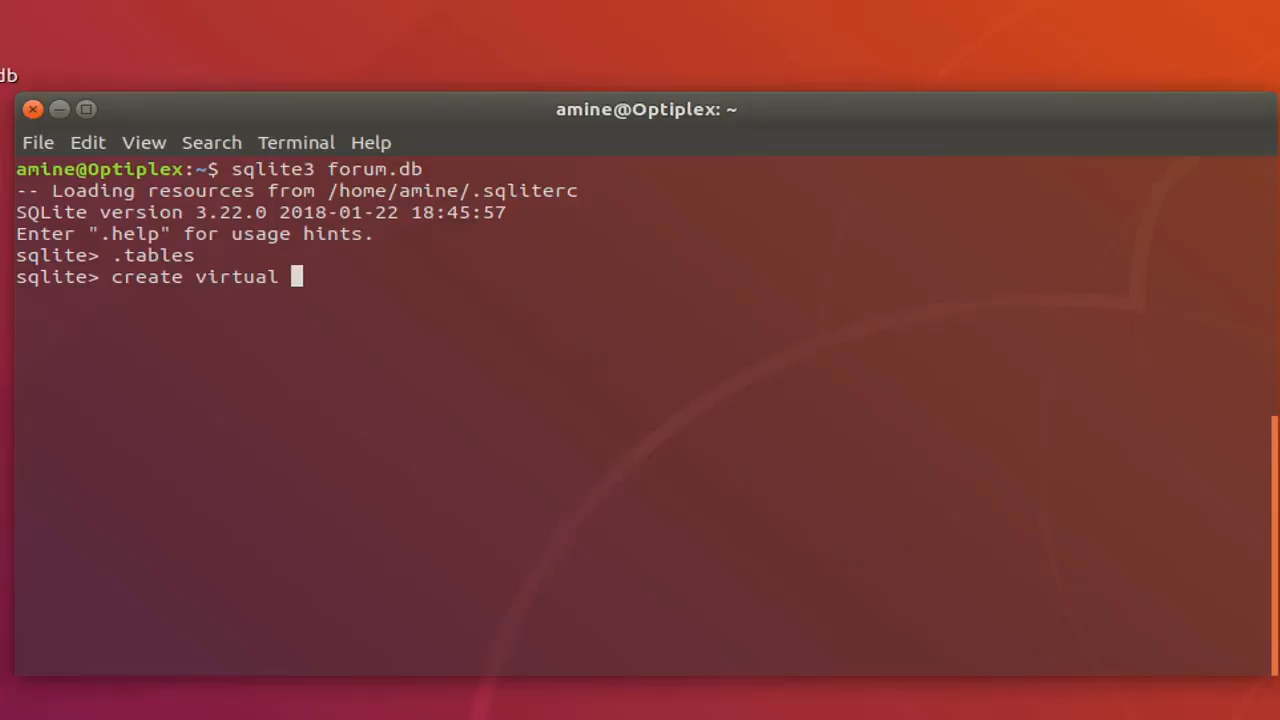 db
amine@Optiplex: ~
File Edit View Search Terminal Help
amine@Optiplex:~$ sqlite3 forum.db
-- Loading resources from /home/amine/.sqliterc
SQLite version 3.22.0 2018-01-22 18:45:57
Enter ".help" for usage hints.
sqlite> .tables
sqlite> create virtual